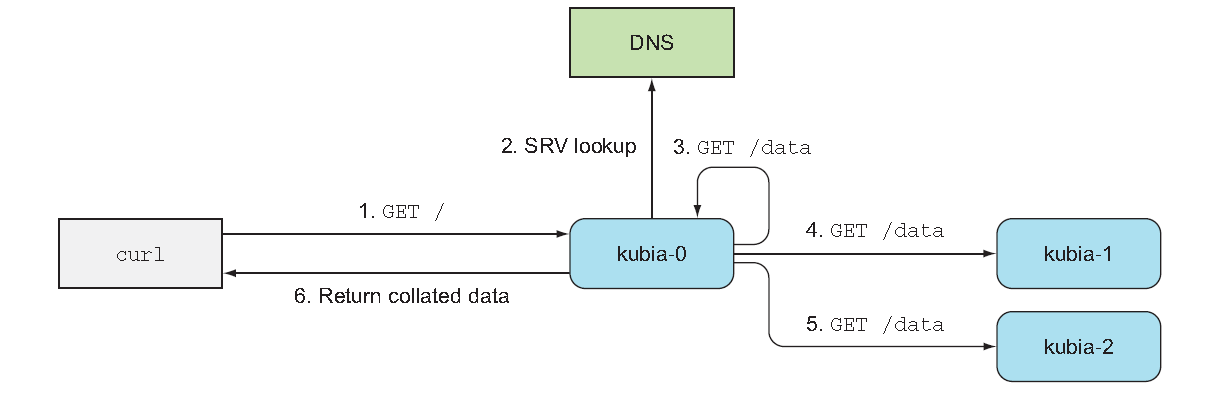 DNS
2. SRV lookup
3. GET /data
1. GET /
4. GET /data
curl
kubia-0
kubia-1
6. Return collated data
5. GET /data
kubia-2